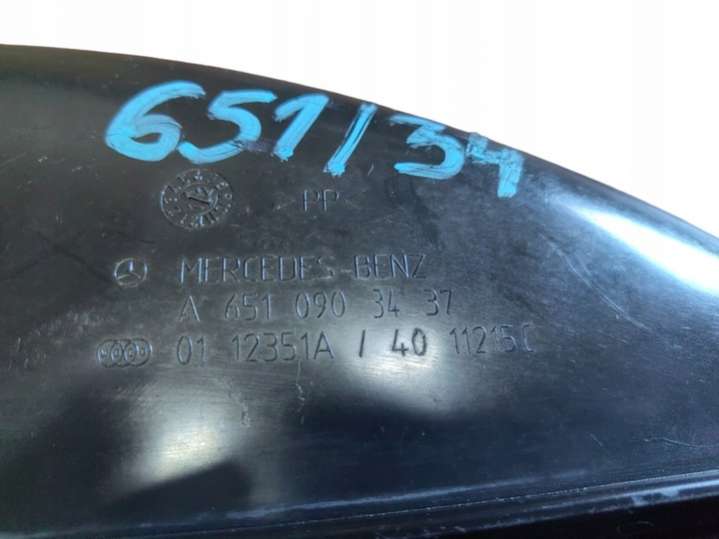 651/34
PP
MERCEDES-BENZ
A 651 090 34 37
01 12351A / 40 11215C